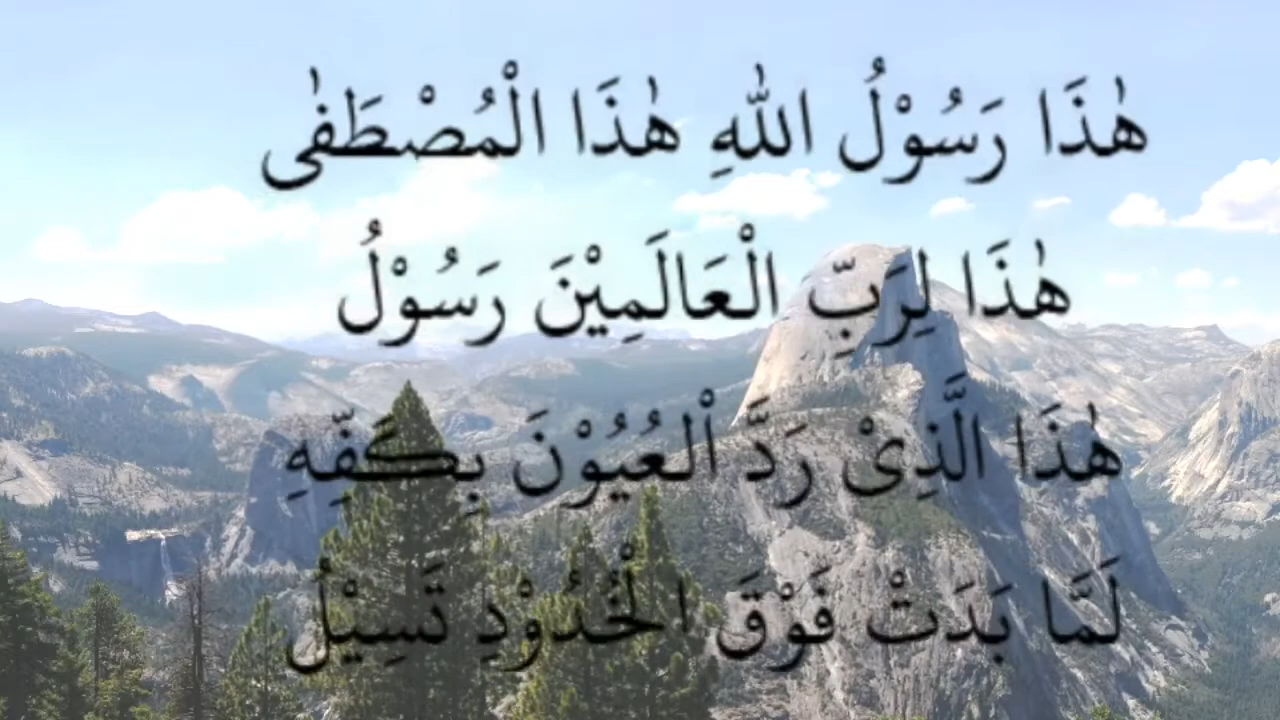 هٰذَا رَسُوْلُ اللّٰهِ هٰذَا الْمُصْطَفٰى
هٰذَا لِرَبِّ الْعَالَمِيْنَ رَسُوْلُ
هٰذَا الَّذِىْ رَدَّ الْعُيُوْنَ بِكَفِّهِ
لَمَّا بَدَتْ فَوْقَ الْخُدُوْدِ تَسِيْلُ